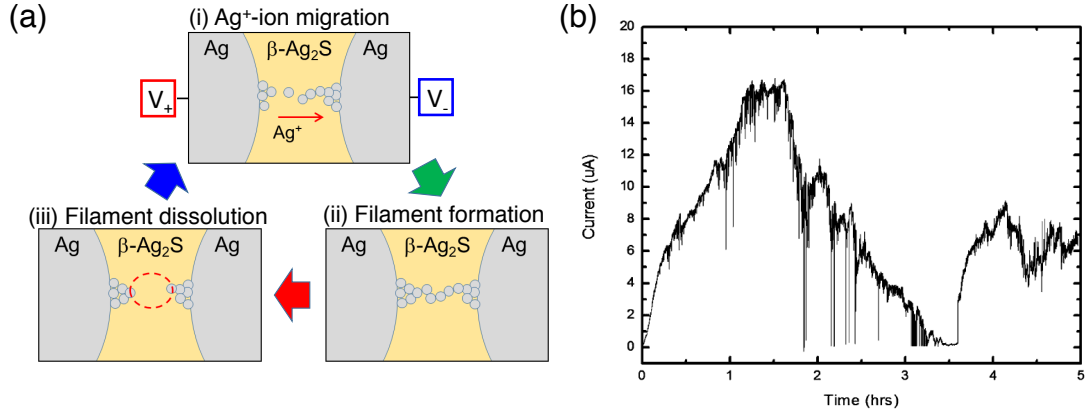 (a)
(i) Ag⁺-ion migration
Ag β-Ag₂S Ag
V₊ V₋
Ag⁺
(iii) Filament dissolution
Ag β-Ag₂S Ag
(ii) Filament formation
Ag β-Ag₂S Ag
(b)
Current (uA)
20
18
16
14
12
10
8
6
4
2
0
0 1 2 3 4 5
Time (hrs)